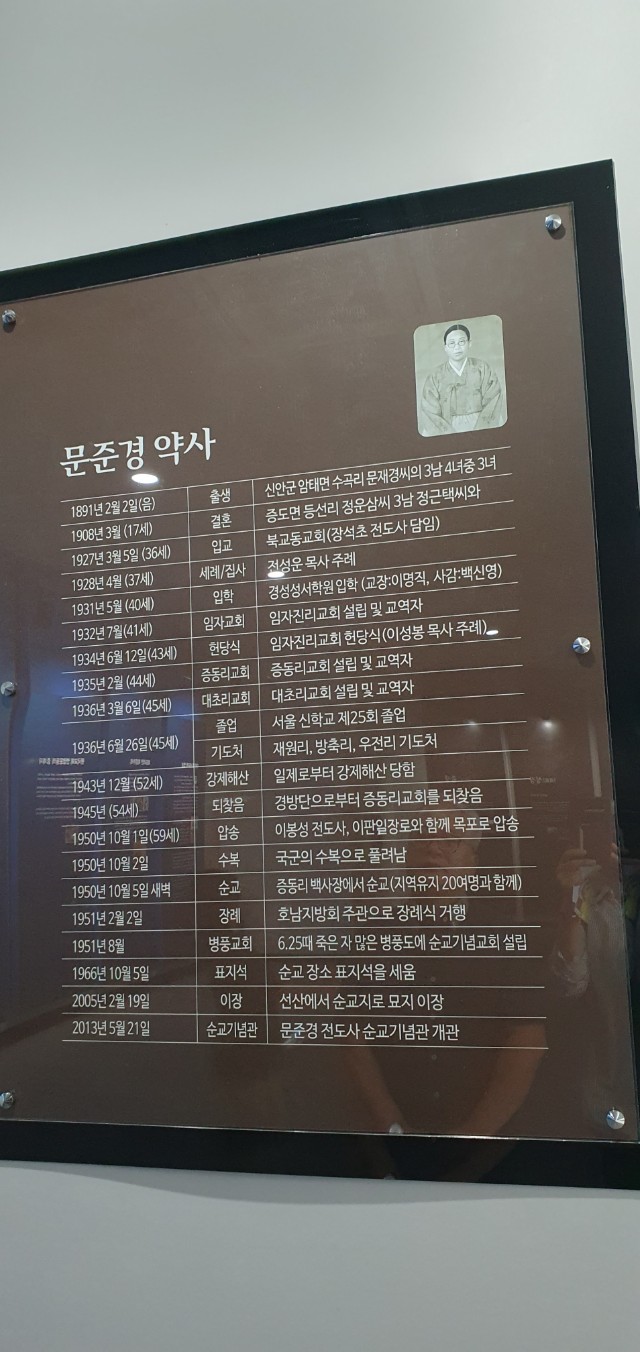 문준경 약사
1891년 2월 2일(음) 출생 신안군 암태면 수곡리 문재경씨의 3남 4녀중 3녀
1908년 3월 (17세) 결혼 증도면 등선리 정운삼씨 3남 정근택씨와
1927년 3월 5일 (36세) 입교 북교동교회(장석초 전도사 담임)
1928년 4월 (37세) 세례/집사 전성운 목사 주례
1931년 5월 (40세) 입학 경성성서학원 입학 (교장:이명직, 사감:백신영)
1932년 7월(41세) 임자교회 임자진리교회 설립 및 교역자
1934년 6월 12일(43세) 헌당식 임자진리교회 헌당식(이성봉 목사 주례)
1935년 2월 (44세) 증동리교회 증동리교회 설립 및 교역자
1936년 3월 6일(45세) 대초리교회 대초리교회 설립 및 교역자
졸업 서울 신학교 제25회 졸업
1936년 6월 26일(45세) 기도처 재원리, 방축리, 우전리 기도처
1943년 12월 (52세) 강제해산 일제로부터 강제해산 당함
1945년 (54세) 되찾음 경방단으로부터 증동리교회를 되찾음
1950년 10월 1일(59세) 압송 이봉성 전도사, 이판일장로와 함께 목포로 압송
1950년 10월 2일 수복 국군의 수복으로 풀려남
1950년 10월 5일 새벽 순교 증동리 백사장에서 순교(지역유지 20여명과 함께)
1951년 2월 2일 장례 호남지방회 주관으로 장례식 거행
1951년 8월 병풍교회 6.25때 죽은 자 많은 병풍도에 순교기념교회 설립
1966년 10월 5일 표지석 순교 장소 표지석을 세움
2005년 2월 19일 이장 선산에서 순교지로 묘지 이장
2013년 5월 21일 순교기념관 문준경 전도사 순교기념관 개관